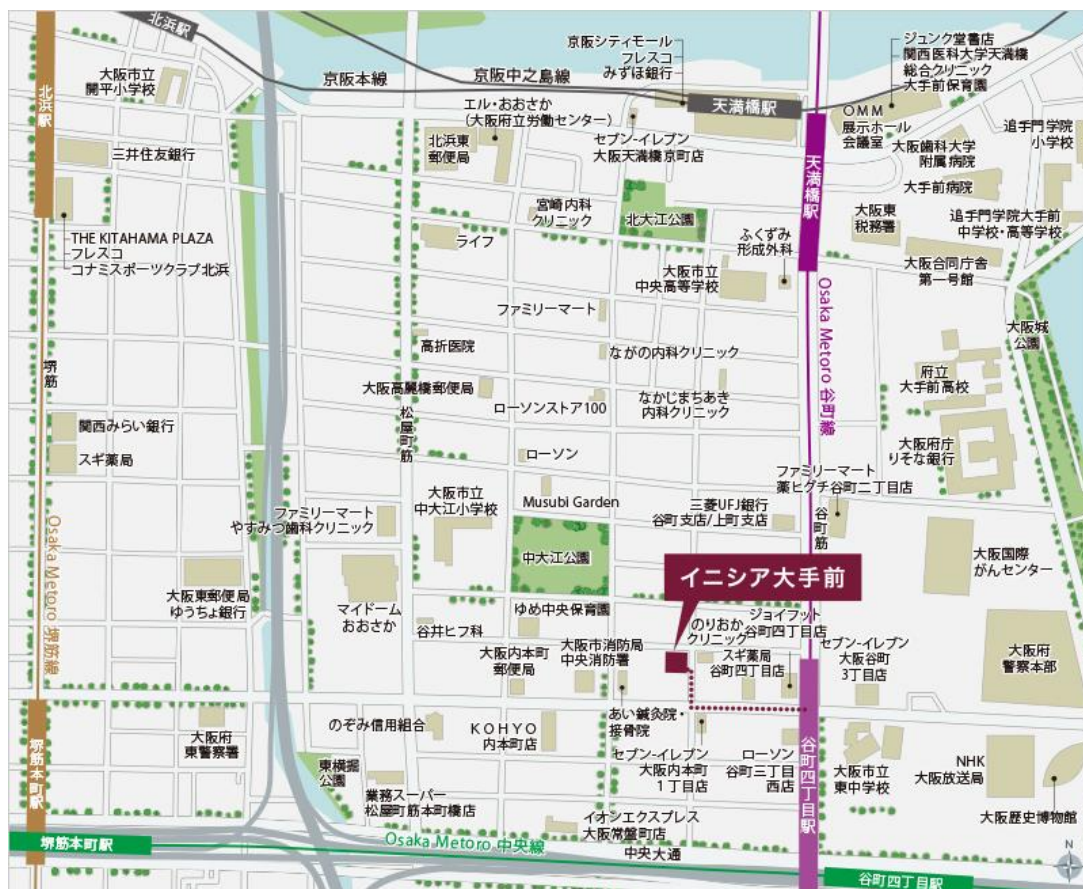 北浜駅
京阪本線
京阪中之島線
京阪シティモール
フレスコ
みずほ銀行
天満橋駅
ジュンク堂書店
関西医科大学天満橋
総合クリニック
大手前保育園
大阪市立
開平小学校
北浜駅
三井住友銀行
THE KITAHAMA PLAZA
フレスコ
コナミスポーツクラブ北浜
エル・おおさか
(大阪府立労働センター)
北浜東
郵便局
セブン-イレブン
大阪天満橋京町店
OMM
展示ホール
会議室
追手門学院
小学校
大阪歯科大学
附属病院
大手前病院
天満橋駅
宮崎内科
クリニック
北大江公園
大阪東
税務署
追手門学院大手前
中学校・高等学校
ライフ
ふくずみ
形成外科
大阪市立
中央高等学校
大阪合同庁舎
第一号館
Osaka Metoro 谷町線
ファミリーマート
大阪城
公園
高折医院
ながの内科クリニック
堺筋
府立
大手前高校
大阪高麗橋郵便局
ローソンストア100
なかじまちあき
内科クリニック
松屋町筋
関西みらい銀行
スギ薬局
ローソン
大阪府庁
りそな銀行
ファミリーマート
薬ヒグチ谷町二丁目店
大阪市立
中大江小学校
Musubi Garden
三菱UFJ銀行
谷町支店/上町支店
谷町筋
ファミリーマート
やすみつ歯科クリニック
Osaka Metoro 堺筋線
中大江公園
大阪国際
がんセンター
イニシア大手前
大阪東郵便局
ゆうちょ銀行
マイドーム
おおさか
ゆめ中央保育園
谷井ヒフ科
のりおか
クリニック
ジョイフット
谷町四丁目店
大阪内本町
郵便局
大阪市消防局
中央消防署
スギ薬局
谷町四丁目店
セブン-イレブン
大阪谷町
3丁目店
大阪府
警察本部
大阪府
東警察署
のぞみ信用組合
KOHYO
内本町店
あい鍼灸院・
接骨院
セブン-イレブン
大阪内本町
1丁目店
ローソン
谷町三丁目
西店
大阪市立
東中学校
NHK
大阪放送局
大阪歴史博物館
堺筋本町駅
東横堀
公園
業務スーパー
松屋町筋本町橋店
イオンエクスプレス
大阪常盤町店
谷町四丁目駅
堺筋本町駅
Osaka Metoro 中央線
中央大通
谷町四丁目駅
N